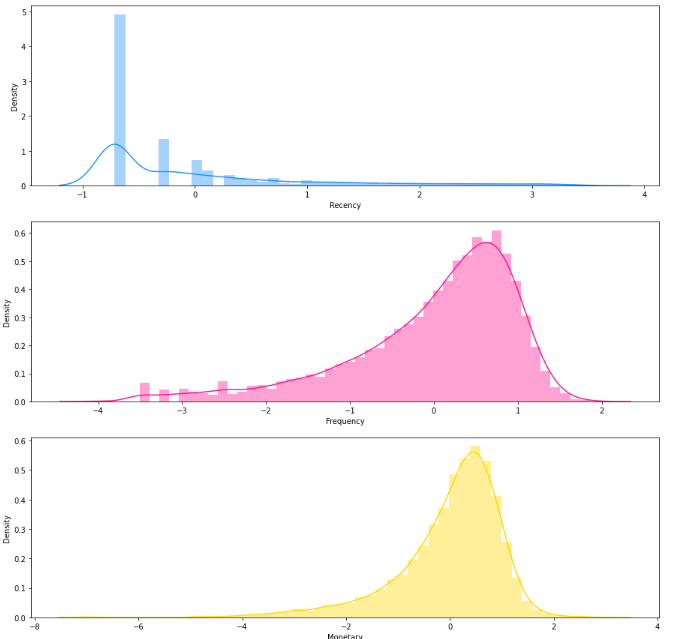 5
4
3
2
1
0
Density
−1 0 1 2 3 4
Recency
0.6
0.5
0.4
0.3
0.2
0.1
0.0
Density
−4 −3 −2 −1 0 1 2
Frequency
0.6
0.5
0.4
0.3
0.2
0.1
0.0
Density
−8 −6 −4 −2 0 2 4
Monetary